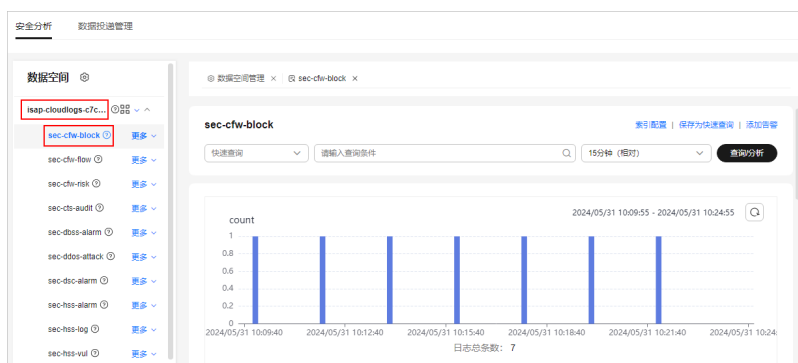 安全分析 数据投递管理
数据空间
isap-cloudlogs-c7c...
sec-cfw-block 更多
sec-cfw-flow 更多
sec-cfw-risk 更多
sec-cts-audit 更多
sec-dbss-alarm 更多
sec-ddos-attack 更多
sec-dsc-alarm 更多
sec-hss-alarm 更多
sec-hss-log 更多
sec-hss-vul 更多
数据空间管理 × sec-cfw-block ×
sec-cfw-block
索引配置 | 保存为快速查询 | 添加告警
快速查询 请输入查询条件 15分钟（相对） 查询/分析
2024/05/31 10:09:55 - 2024/05/31 10:24:55
count
1
0.8
0.6
0.4
0.2
0
2024/05/31 10:09:40 2024/05/31 10:12:40 2024/05/31 10:15:40 2024/05/31 10:18:40 2024/05/31 10:21:40 2024/05/31 10:24:
日志总条数： 7